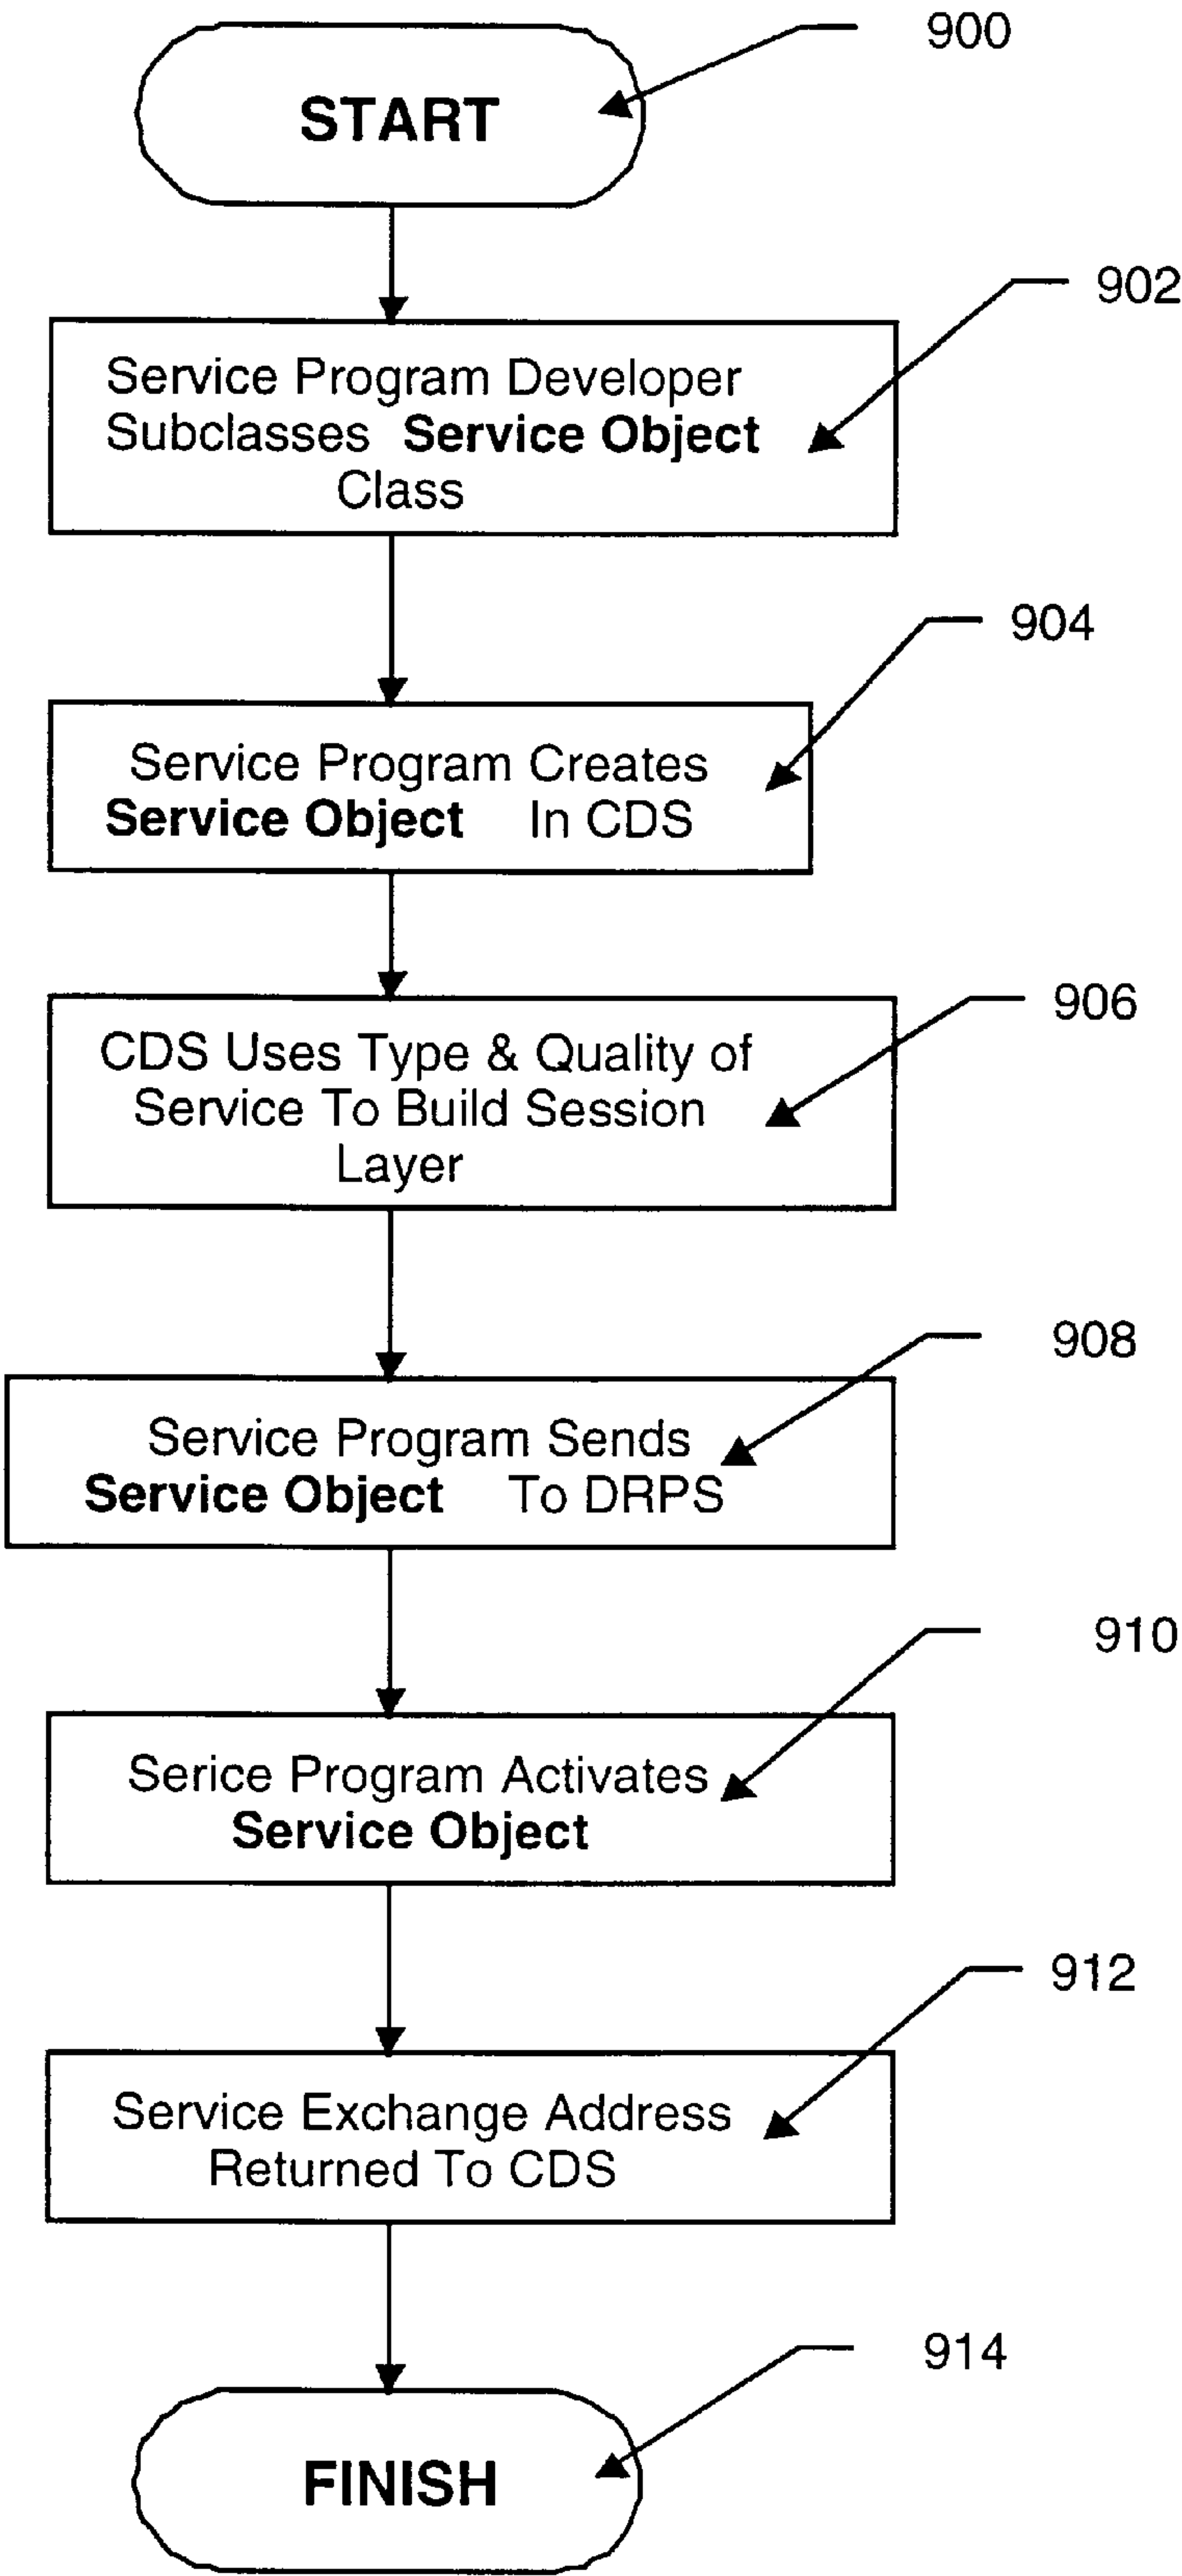 900
START
902
Service Program Developer
Subclasses Service Object
Class
904
Service Program Creates
Service Object In CDS
906
CDS Uses Type & Quality of
Service To Build Session
Layer
908
Service Program Sends
Service Object To DRPS
910
Serice Program Activates
Service Object
912
Service Exchange Address
Returned To CDS
914
FINISH